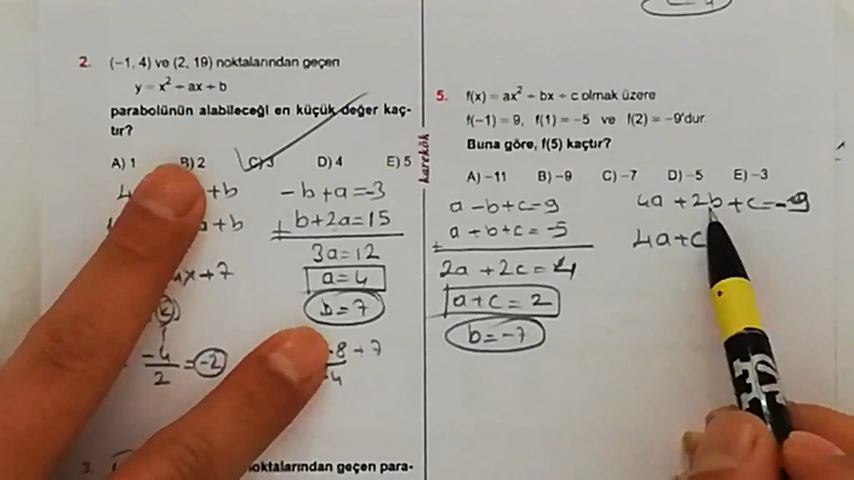 2. (−1, 4) ve (2, 19) noktalarından geçen
y = x² + ax + b
parabolünün alabileceği en küçük değer kaç-
tır?
A) 1 B) 2 C) 3 D) 4 E) 5
+b
a+b
4x+7
-4/2 = -2
-b+a=-3
b+2a=15
+
3a=12
a=4
b=7
-8+7
-4
3.
noktalarından geçen para-
karekök
5. f(x) = ax² + bx + c olmak üzere
f(−1) = 9, f(1) = −5 ve f(2) = −9'dur.
Buna göre, f(5) kaçtır?
A) −11 B) −9 C) −7 D) −5 E) −3
a-b+c=9
a+b+c=-5
+
2a+2c=4
a+c=2
b=-7
4a+2b+c=-9
4a+c